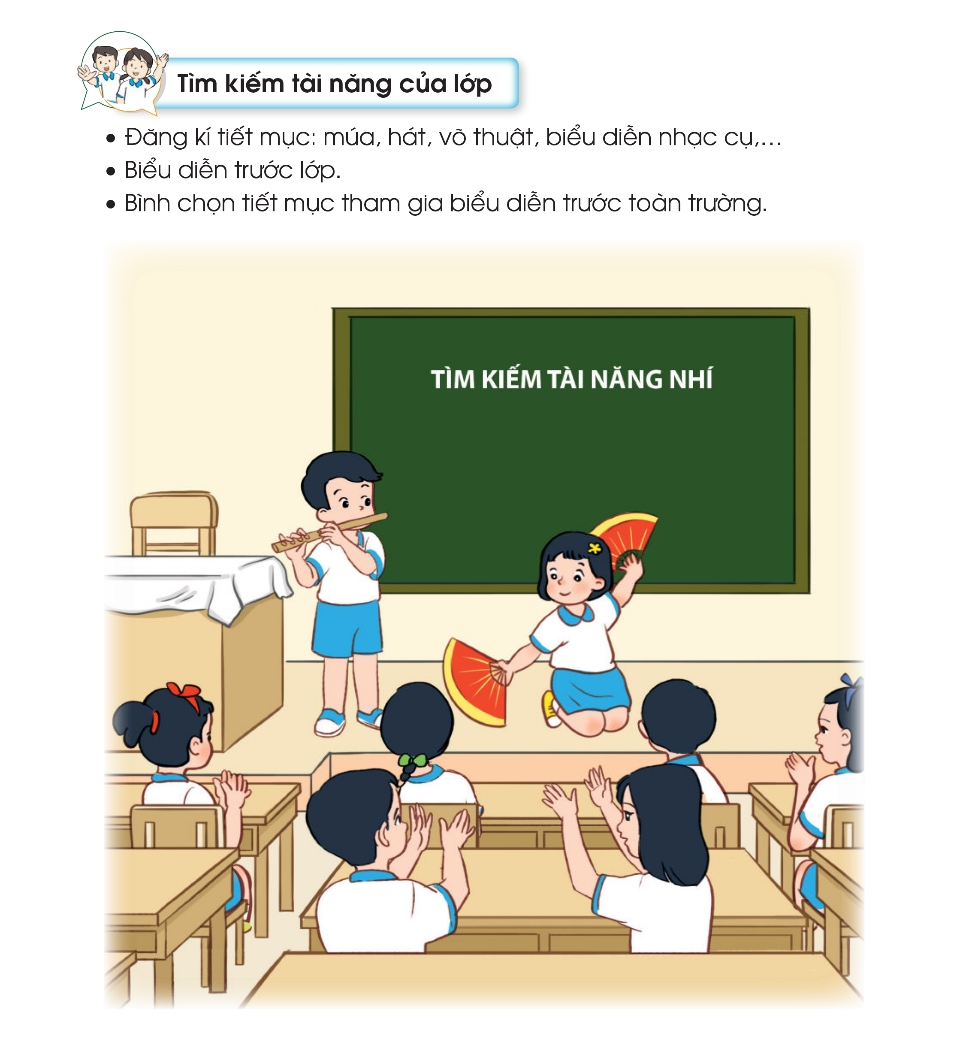 Tìm kiếm tài năng của lớp
• Đăng kí tiết mục: múa, hát, võ thuật, biểu diễn nhạc cụ,...
• Biểu diễn trước lớp.
• Bình chọn tiết mục tham gia biểu diễn trước toàn trường.
TÌM KIẾM TÀI NĂNG NHÍ